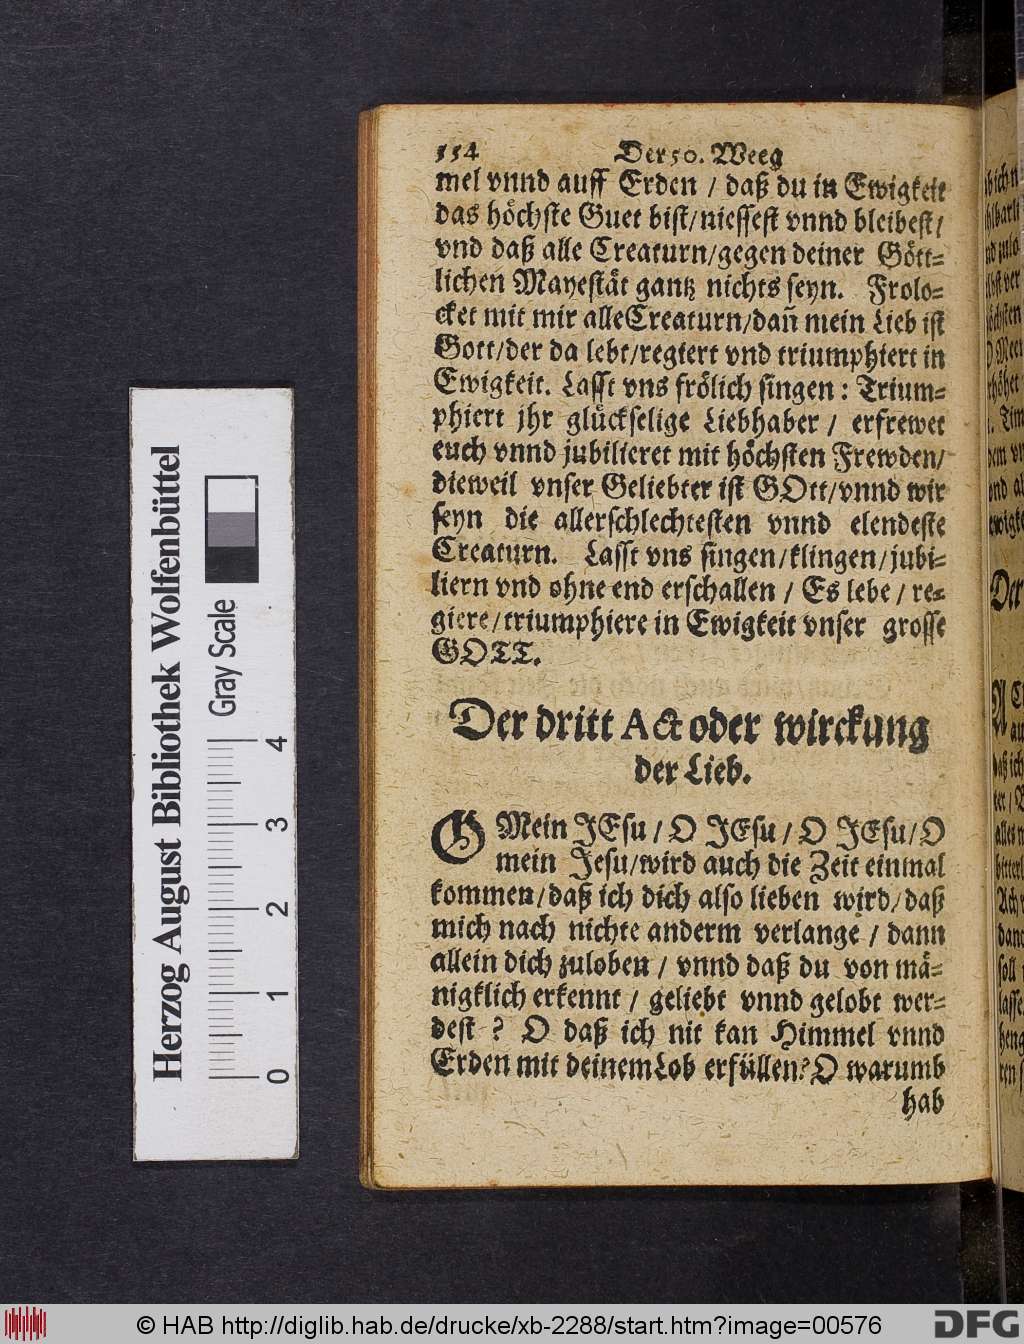 554 Der 50. Weeg
mel vnnd auff Erden / daß du in Ewigkeit
das höchste Guet bist/niessest vnnd bleibest/
vnd daß alle Creaturn/gegen deiner Gött-
lichen Mayestät gantz nichts seyn. Frolo-
cket mit mir alle Creaturn/dañ mein Lieb ist
Gott/der da lebt/regiert vnd triumphiert in
Ewigkeit. Lasst vns frölich singen: Trium-
phiert jhr glückselige Liebhaber / erfrewet
euch vnnd jubilieret mit höchsten Frewden/
dieweil vnser Geliebter ist GOtt/vnnd wir
seyn die allerschlechtesten vnnd elendeste
Creaturn. Lasst vns singen/klingen/jubi-
liern vnd ohne end erschallen / Es lebe / re-
giere/triumphiere in Ewigkeit vnser grosse
GOTT.
Der dritt Act oder wirckung
der Lieb.
O Mein JEsu / O JEsu / O JEsu/O
mein Jesu/wird auch die Zeit einmal
kommen/daß ich dich also lieben wird/daß
mich nach nichte anderm verlange / dann
allein dich zuloben / vnnd daß du von mä-
nigklich erkennt / geliebt vnnd gelobt wer-
dest ? O daß ich nit kan Himmel vnnd
Erden mit deinem Lob erfüllen? O warumb
hab
Herzog August Bibliothek Wolfenbüttel
Gray Scale
0 1 2 3 4
© HAB http://diglib.hab.de/drucke/xb-2288/start.htm?image=00576
DFG